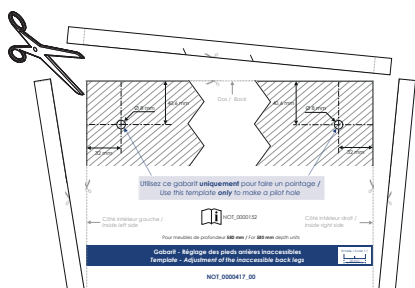 Dos / Back
40,6 mm
40,6 mm
Ø 8 mm
Ø 8 mm
32 mm
32 mm
Utilisez ce gabarit uniquement pour faire un pointage /
Use this template only to make a pilot hole
Côté intérieur gauche /
Inside left side
NOT_0000152
Côté intérieur droit /
Inside right side
Pour meubles de profondeur 580 mm / For 580 mm depth units
Gabarit - Réglage des pieds arrières inaccessibles
Template - Adjustment of the inaccessible back legs
NOT_0000417_00